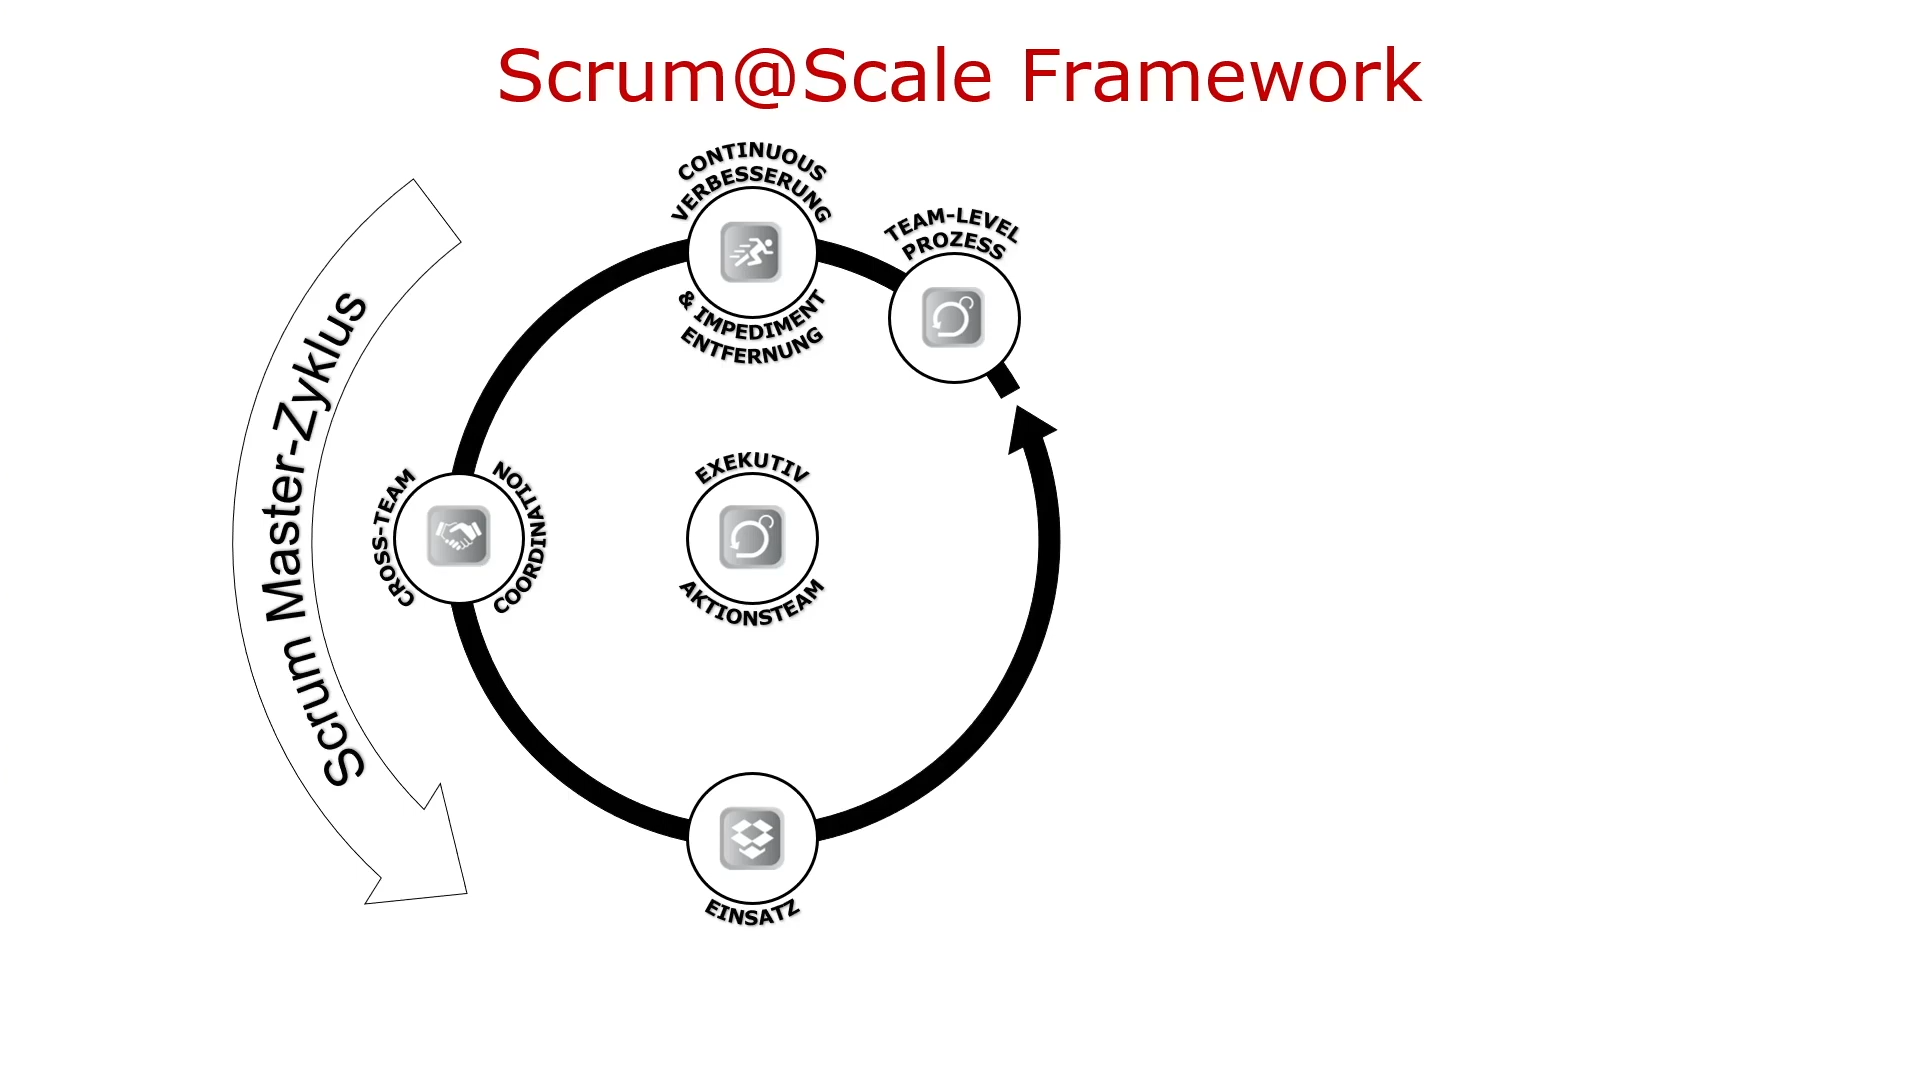 Scrum@Scale Framework
CONTINUOUS
VERBESSERUNG
& IMPEDIMENT
ENTFERNUNG
TEAM-LEVEL
PROZESS
Scrum Master-Zyklus
CROSS-TEAM
COORDINATION
EXEKUTIV
AKTIONSTEAM
EINSATZ